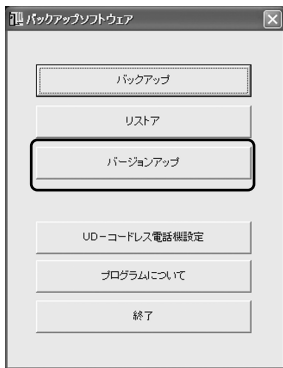 バックアップソフトウェア
バックアップ
リストア
バージョンアップ
UD-コードレス電話機設定
プログラムについて
終了